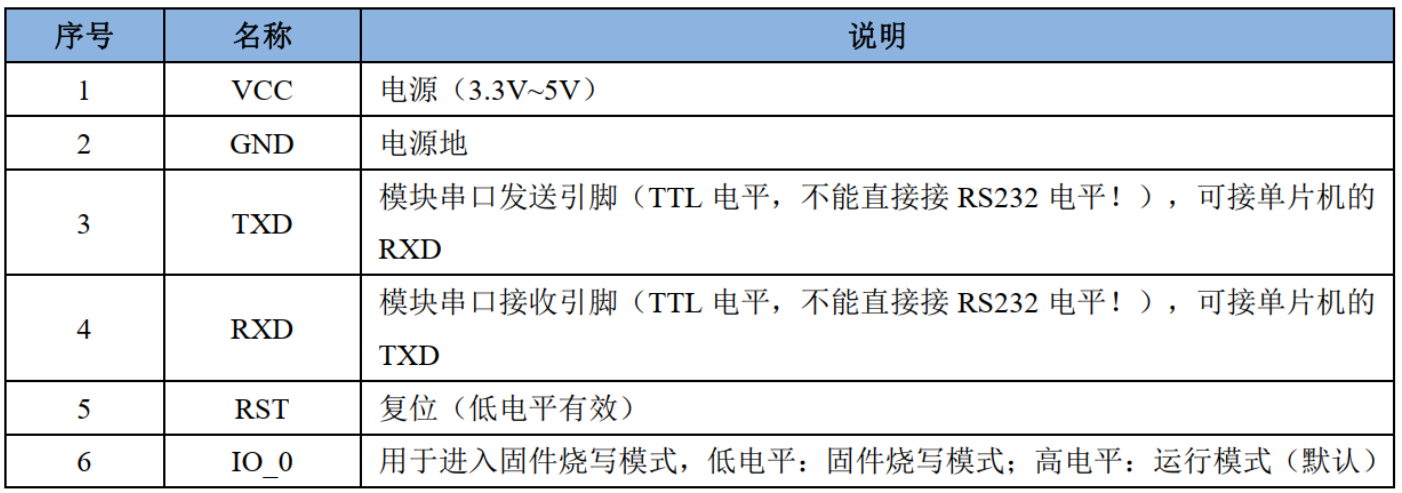 序号 名称 说明
1 VCC 电源（3.3V~5V）
2 GND 电源地
3 TXD 模块串口发送引脚（TTL 电平，不能直接接 RS232 电平！），可接单片机的
RXD
4 RXD 模块串口接收引脚（TTL 电平，不能直接接 RS232 电平！），可接单片机的
TXD
5 RST 复位（低电平有效）
6 IO_0 用于进入固件烧写模式，低电平：固件烧写模式；高电平：运行模式（默认）